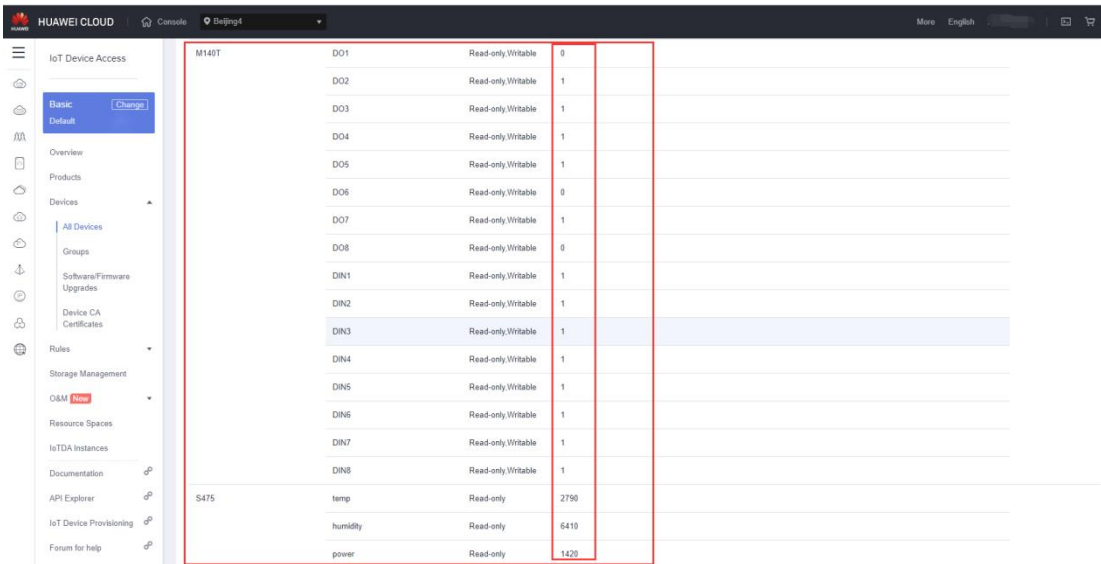 HUAWEI HUAWEI CLOUD Console Beijing4 More English
IoT Device Access
Basic Change
Default
Overview
Products
Devices
All Devices
Groups
Software/Firmware
Upgrades
Device CA
Certificates
Rules
Storage Management
O&M New
Resource Spaces
IoTDA Instances
Documentation
API Explorer
IoT Device Provisioning
Forum for help
M140T DO1 Read-only,Writable 0
DO2 Read-only,Writable 1
DO3 Read-only,Writable 1
DO4 Read-only,Writable 1
DO5 Read-only,Writable 1
DO6 Read-only,Writable 0
DO7 Read-only,Writable 1
DO8 Read-only,Writable 0
DIN1 Read-only,Writable 1
DIN2 Read-only,Writable 1
DIN3 Read-only,Writable 1
DIN4 Read-only,Writable 1
DIN5 Read-only,Writable 1
DIN6 Read-only,Writable 1
DIN7 Read-only,Writable 1
DIN8 Read-only,Writable 1
S475 temp Read-only 2790
humidity Read-only 6410
power Read-only 1420